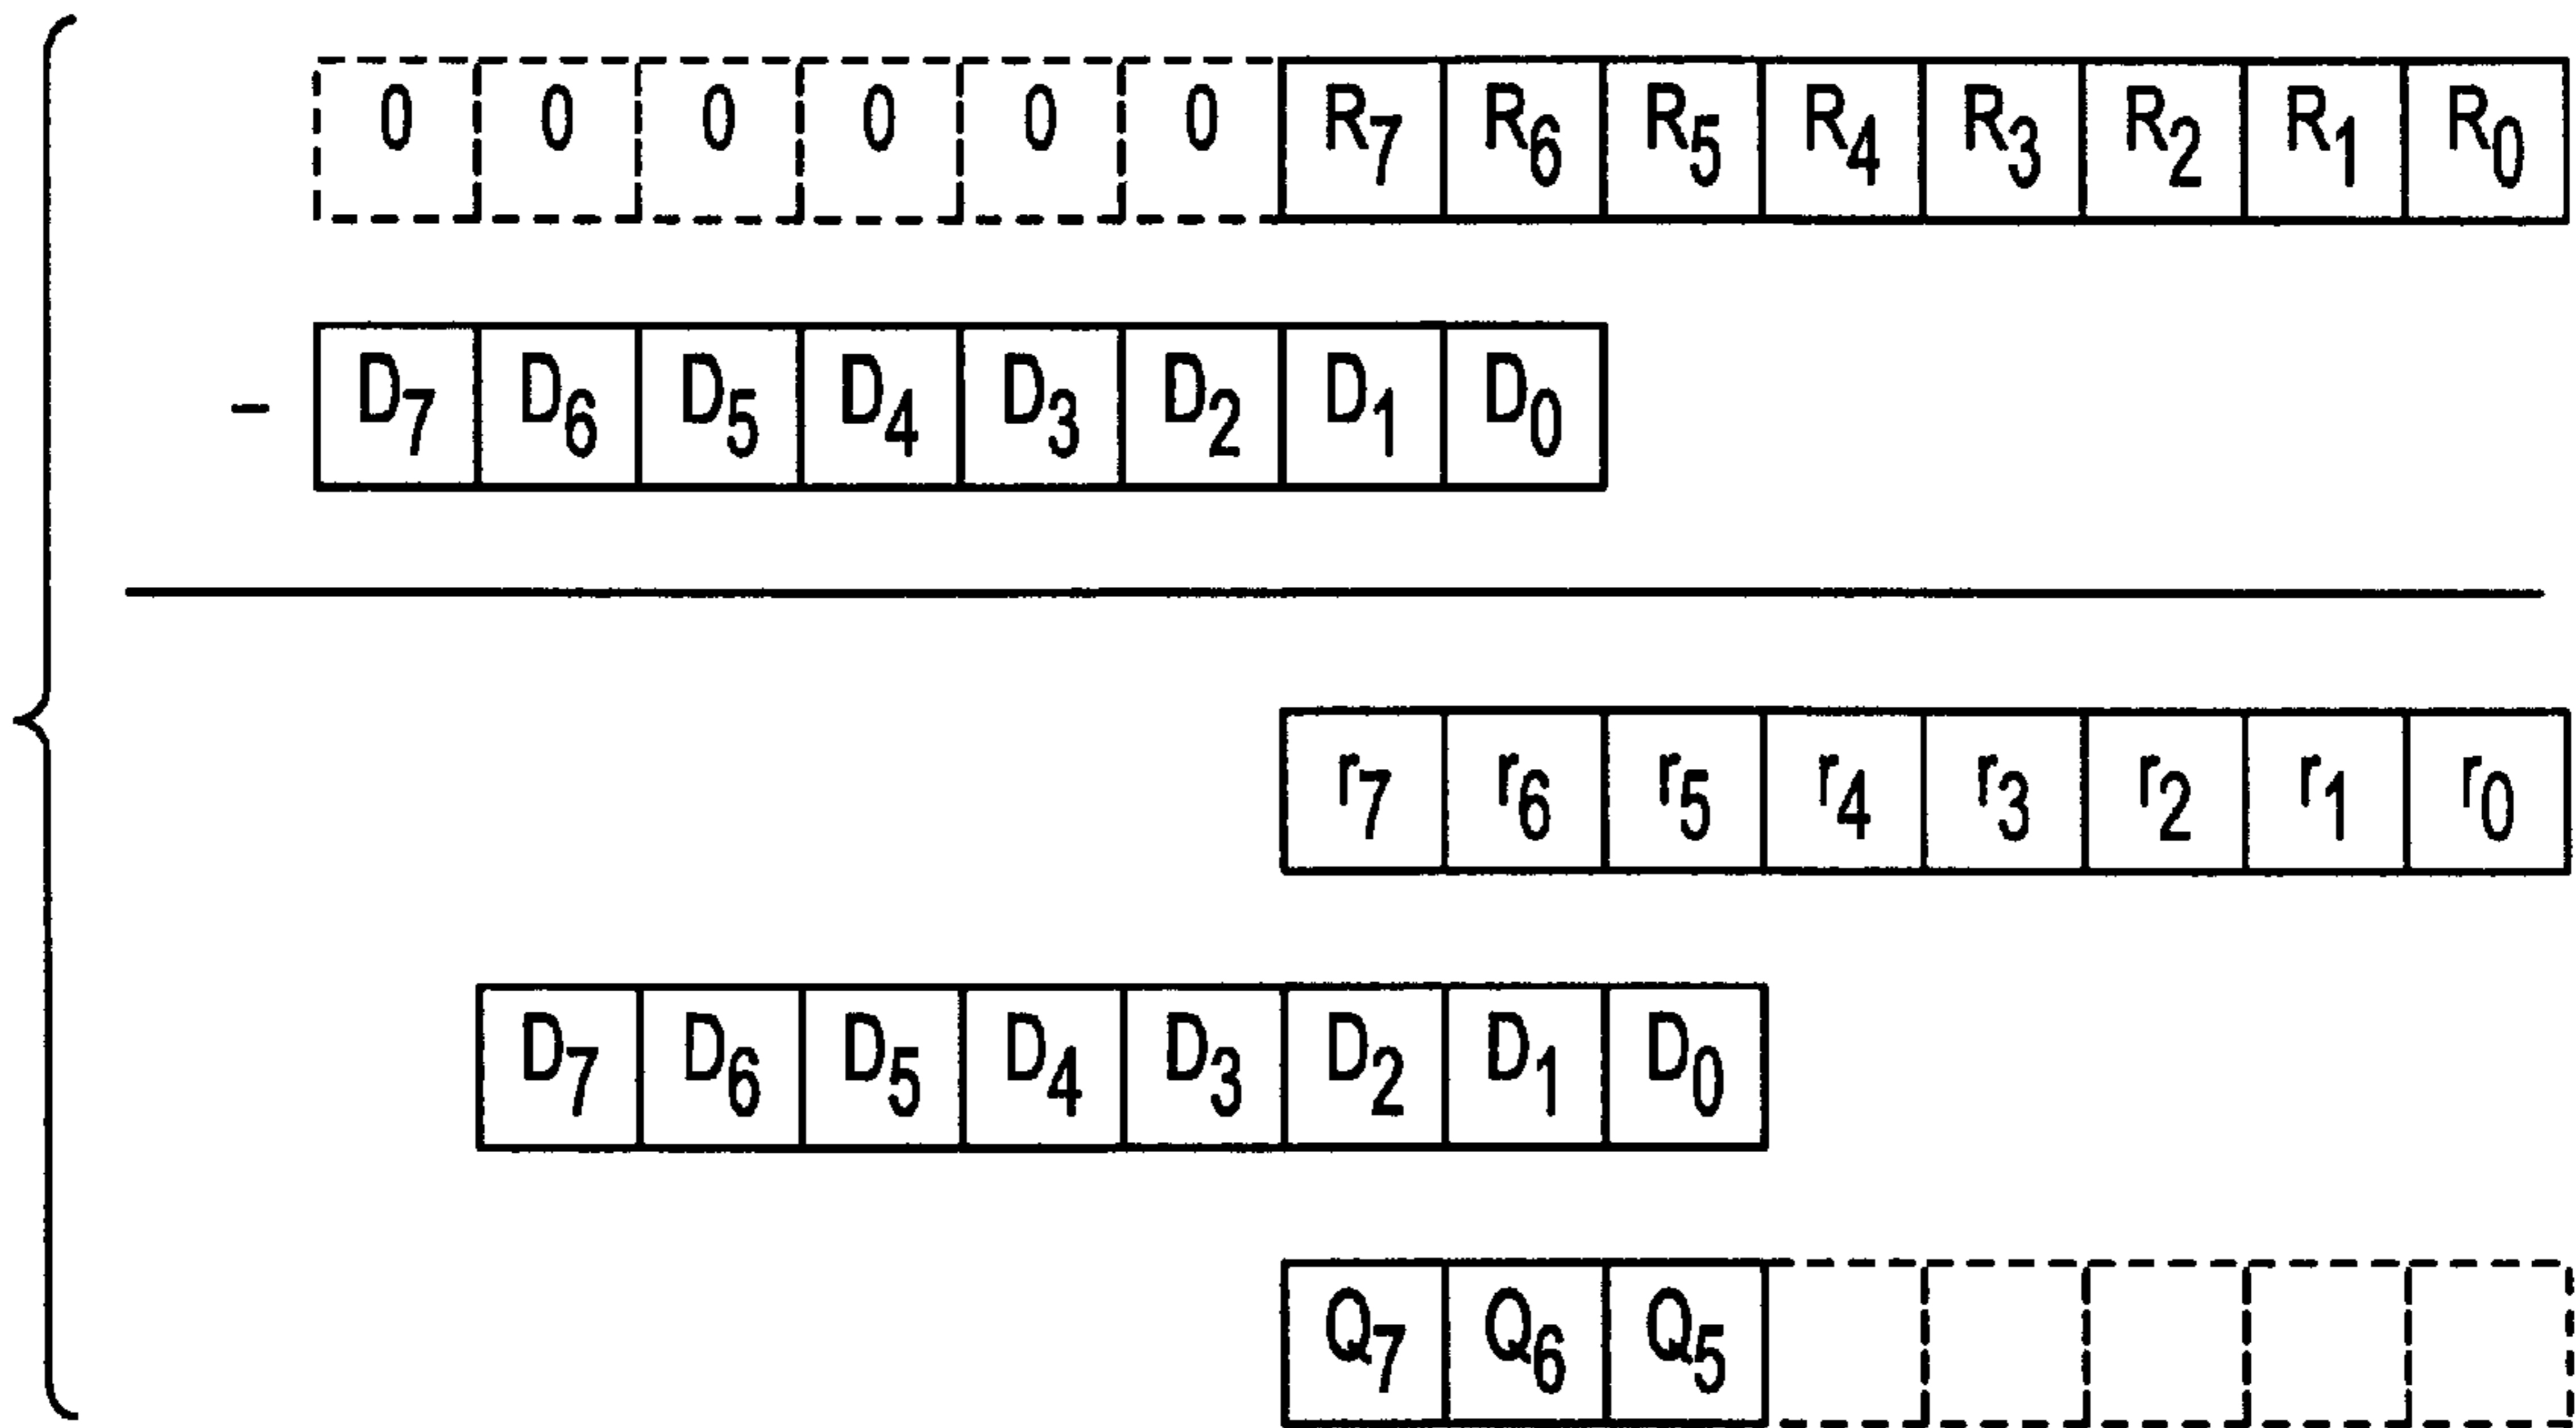 0 0 0 0 0 0 R₇ R₆ R₅ R₄ R₃ R₂ R₁ R₀
- D₇ D₆ D₅ D₄ D₃ D₂ D₁ D₀
r₇ r₆ r₅ r₄ r₃ r₂ r₁ r₀
D₇ D₆ D₅ D₄ D₃ D₂ D₁ D₀
Q₇ Q₆ Q₅